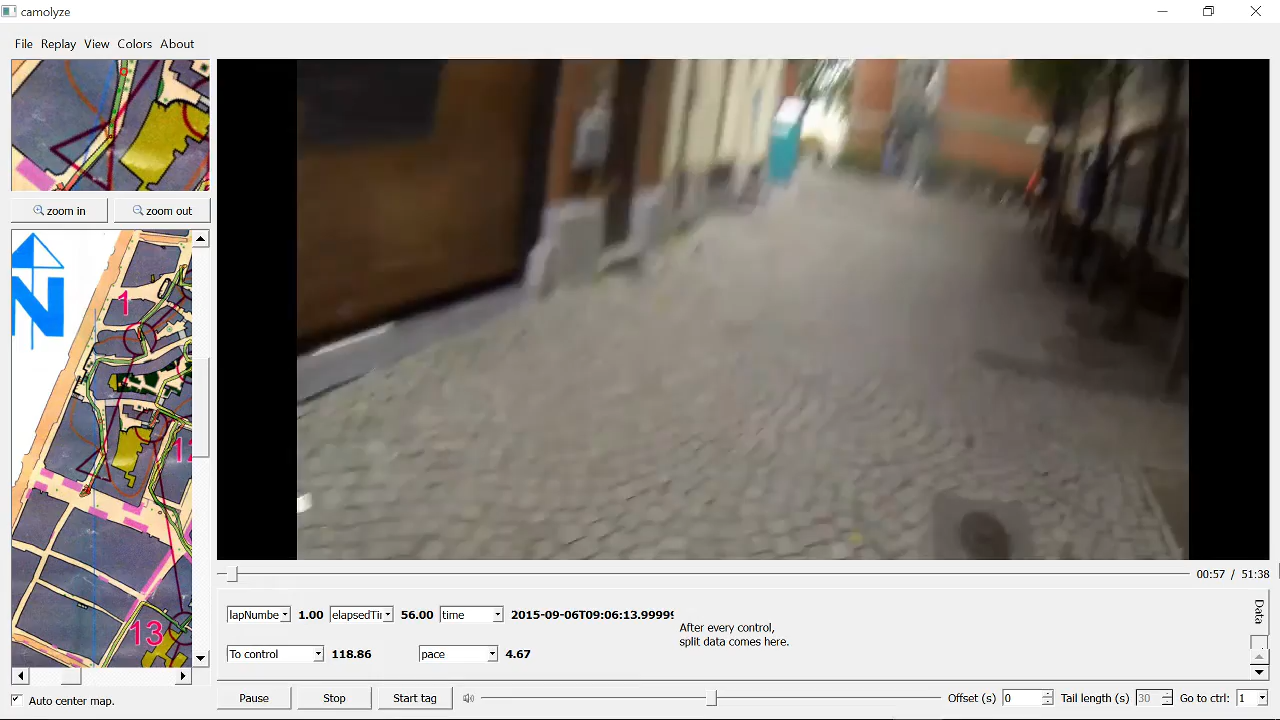 camolyze
File Replay View Colors About
zoom in zoom out
N
1
13
00:57 / 51:38
lapNumbe 1.00 elapsedTi 56.00 time 2015-09-06T09:06:13.9999
After every control,
split data comes here.
Data
To control 118.86 pace 4.67
Auto center map.
Pause Stop Start tag Offset (s) 0 Tail length (s) 30 Go to ctrl: 1